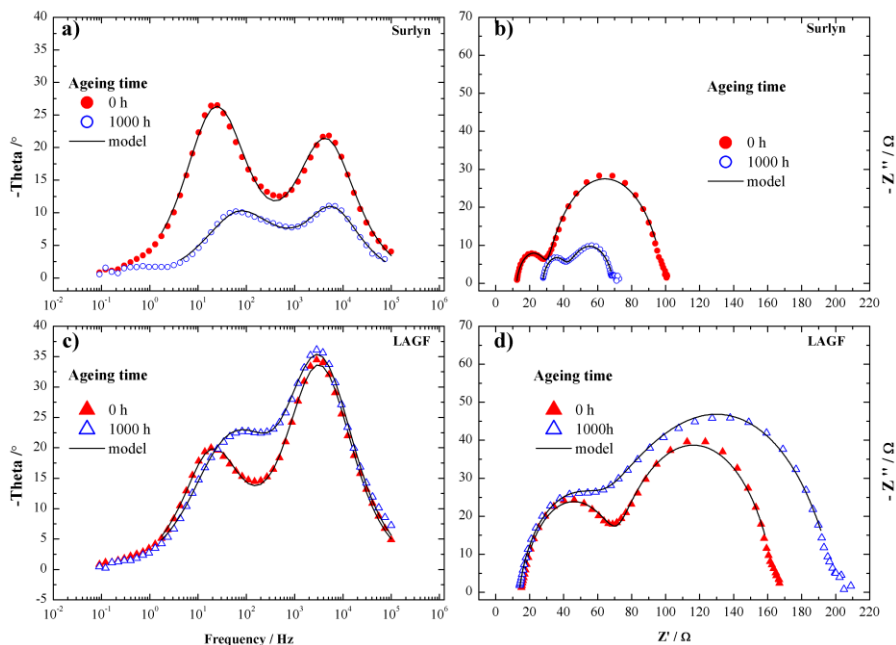 a)
Surlyn
Ageing time
0 h
1000 h
model
-Theta /°
40
35
30
25
20
15
10
5
0
10-2 10-1 100 101 102 103 104 105 106
b)
Surlyn
Ageing time
0 h
1000 h
model
- Z'' / Ω
70
60
50
40
30
20
10
0
0 20 40 60 80 100 120 140 160
c)
LAGF
Ageing time
0 h
1000 h
model
-Theta /°
40
35
30
25
20
15
10
5
0
-5
10-2 10-1 100 101 102 103 104 105 106
Frequency / Hz
d)
LAGF
Ageing time
0 h
1000h
model
- Z'' / Ω
70
60
50
40
30
20
10
0
20 40 60 80 100 120 140 160 180 200 210
Z' / Ω